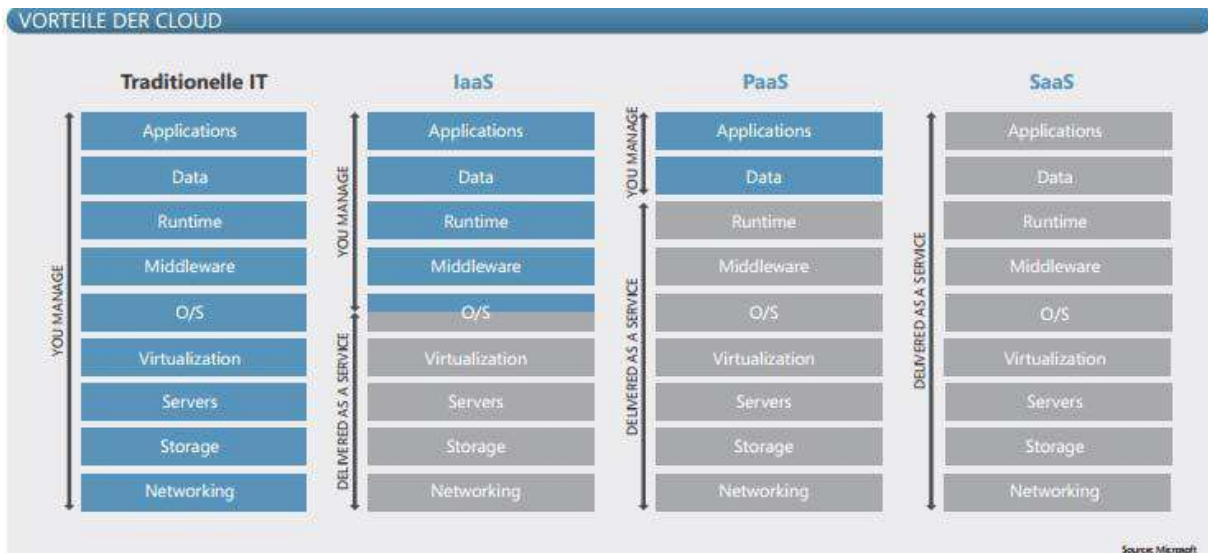 VORTEILE DER CLOUD
Traditionelle IT
YOU MANAGE
Applications
Data
Runtime
Middleware
O/S
Virtualization
Servers
Storage
Networking
IaaS
YOU MANAGE
DELIVERED AS A SERVICE
Applications
Data
Runtime
Middleware
O/S
Virtualization
Servers
Storage
Networking
PaaS
YOU MANAGE
DELIVERED AS A SERVICE
Applications
Data
Runtime
Middleware
O/S
Virtualization
Servers
Storage
Networking
SaaS
DELIVERED AS A SERVICE
Applications
Data
Runtime
Middleware
O/S
Virtualization
Servers
Storage
Networking
Source: Microsoft